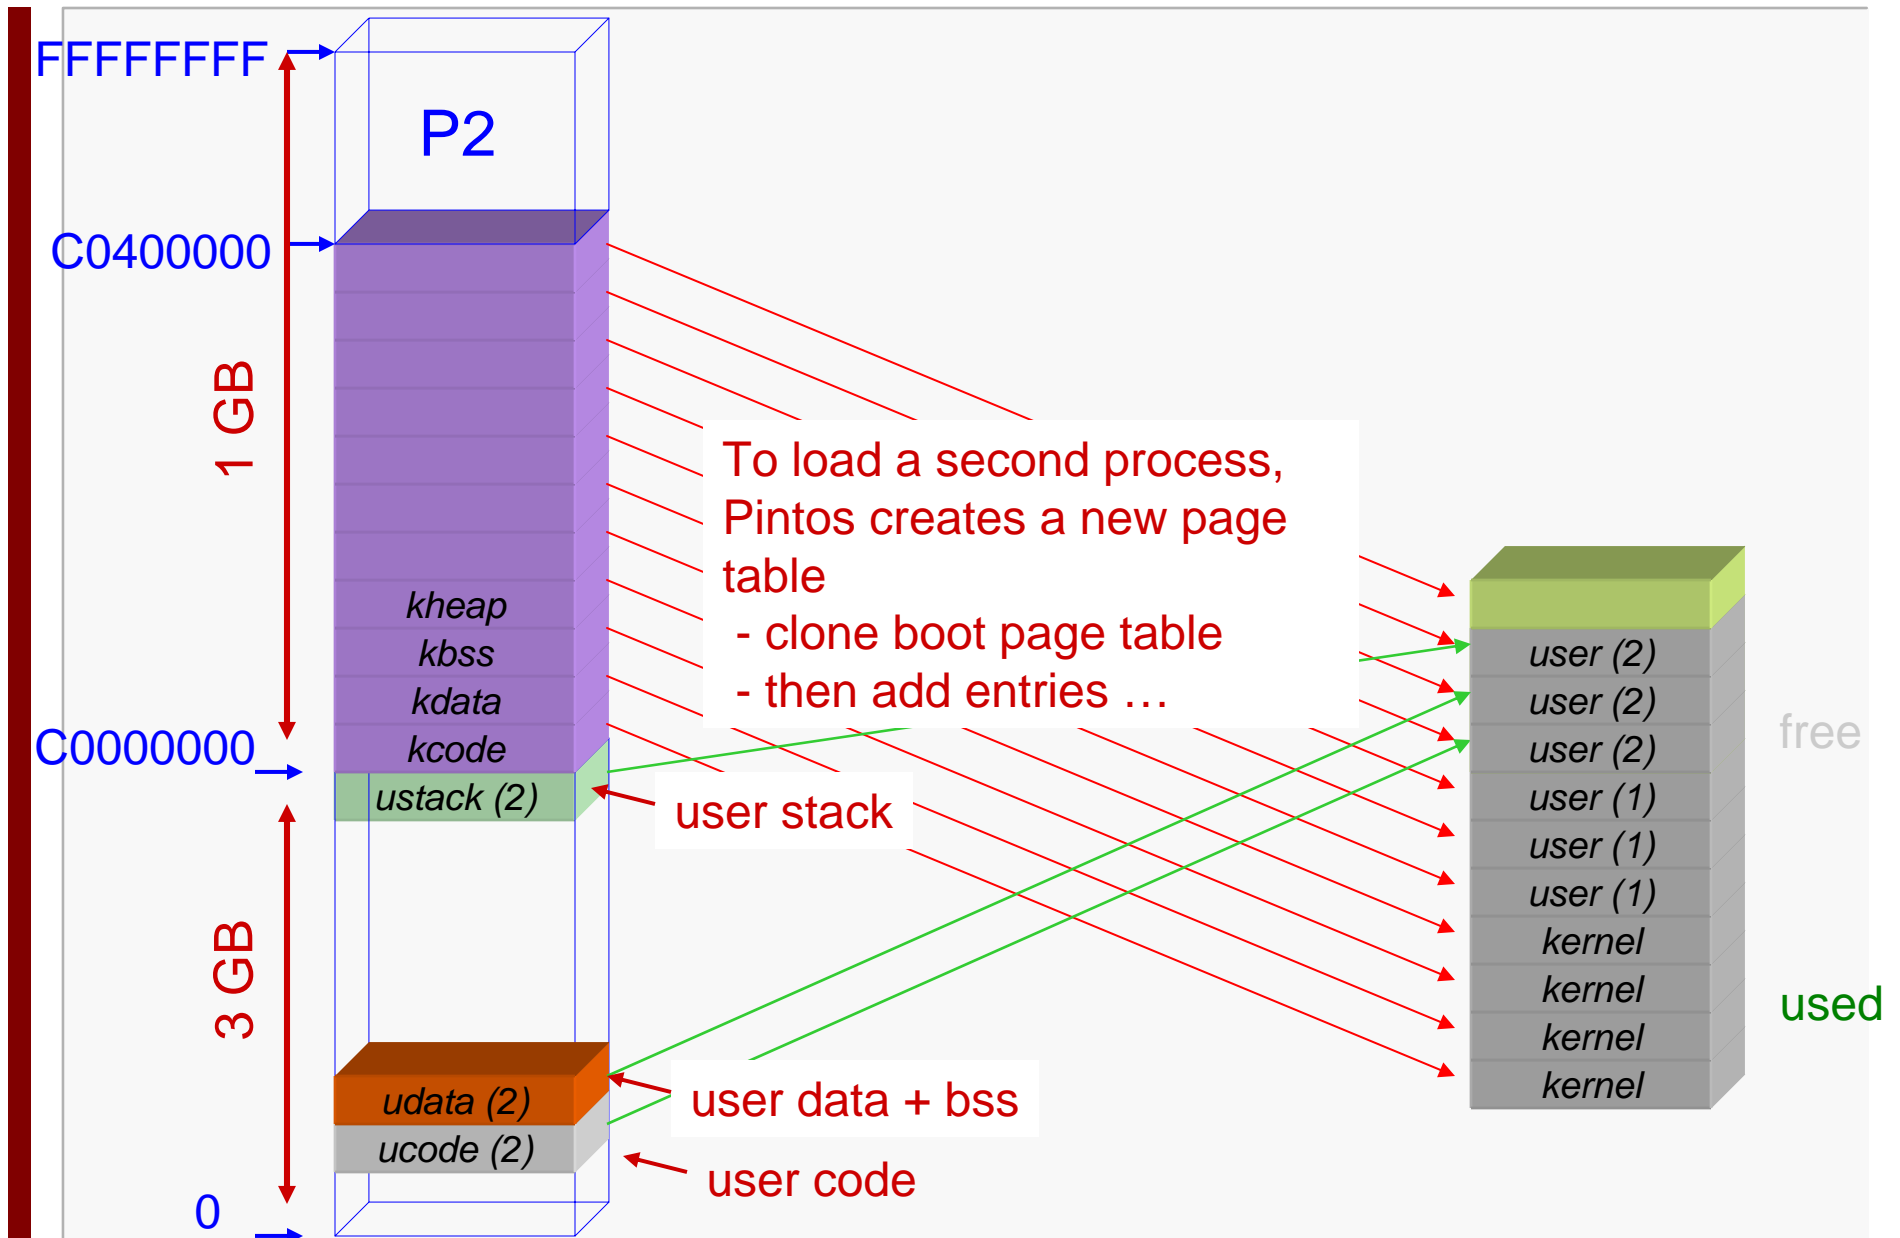 FFFFFFFF
P2
C0400000
1 GB
To load a second process,
Pintos creates a new page
table
- clone boot page table
- then add entries …
kheap
kbss
kdata
kcode
C0000000
ustack (2)
user stack
3 GB
udata (2)
user data + bss
ucode (2)
user code
0
user (2)
user (2)
user (2)
user (1)
user (1)
user (1)
kernel
kernel
kernel
kernel
free
used